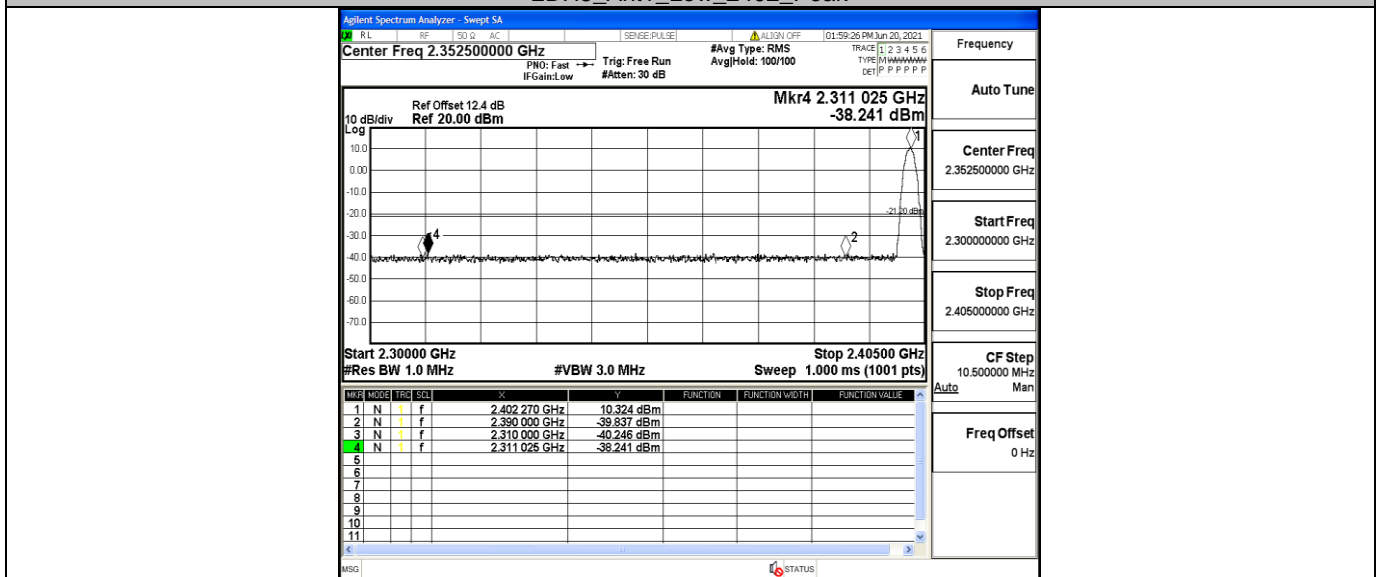 Agilent Spectrum Analyzer - Swept SA
RL RF 50 Ω AC SENSE:PULSE ALIGN OFF 01:59:26 PM Jun 20, 2021
Center Freq 2.352500000 GHz
PNO: Fast
IFGain:Low
Trig: Free Run
#Atten: 30 dB
#Avg Type: RMS
Avg|Hold: 100/100
TRACE 1 2 3 4 5 6
TYPE M
DET P P P P P P
Frequency
Auto Tune
Center Freq
2.352500000 GHz
Start Freq
2.300000000 GHz
Stop Freq
2.405000000 GHz
CF Step
10.500000 MHz
Auto Man
Freq Offset
0 Hz
Mkr4 2.311 025 GHz
-38.241 dBm
Ref Offset 12.4 dB
10 dB/div Ref 20.00 dBm
Log
10.0
0.00
-10.0
-20.0
-30.0
-40.0
-50.0
-60.0
-70.0
1
-21.20 dBm
4
2
Start 2.30000 GHz Stop 2.40500 GHz
#Res BW 1.0 MHz #VBW 3.0 MHz Sweep 1.000 ms (1001 pts)
MKR MODE TRC SCL X Y FUNCTION FUNCTION WIDTH FUNCTION VALUE
1 N 1 f 2.402 270 GHz 10.324 dBm
2 N 1 f 2.390 000 GHz -39.837 dBm
3 N 1 f 2.310 000 GHz -40.246 dBm
4 N 1 f 2.311 025 GHz -38.241 dBm
5
6
7
8
9
10
11
MSG STATUS